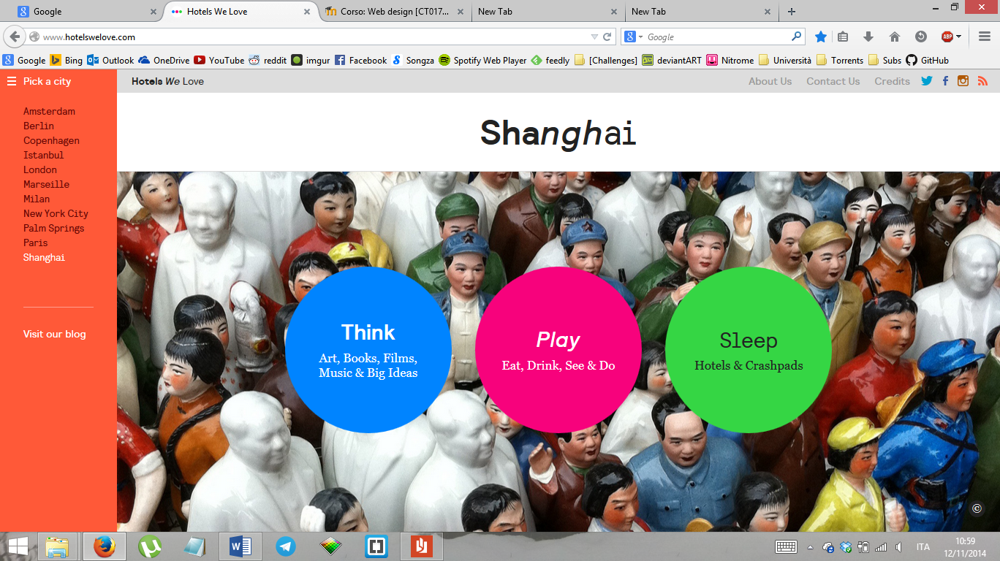 Google
Hotels We Love
Corso: Web design [CT017...
New Tab
New Tab
www.hotelswelove.com
Google
Google
Bing
Outlook
OneDrive
YouTube
reddit
imgur
Facebook
Songza
Spotify Web Player
feedly
[Challenges]
deviantART
Nitrome
Università
Torrents
Subs
GitHub
Pick a city
Hotels We Love
About Us
Contact Us
Credits
Amsterdam
Berlin
Copenhagen
Istanbul
London
Marseille
Milan
New York City
Palm Springs
Paris
Shanghai
Visit our blog
Shanghai
Think
Art, Books, Films,
Music & Big Ideas
Play
Eat, Drink, See & Do
Sleep
Hotels & Crashpads
©
ITA
10:59
12/11/2014